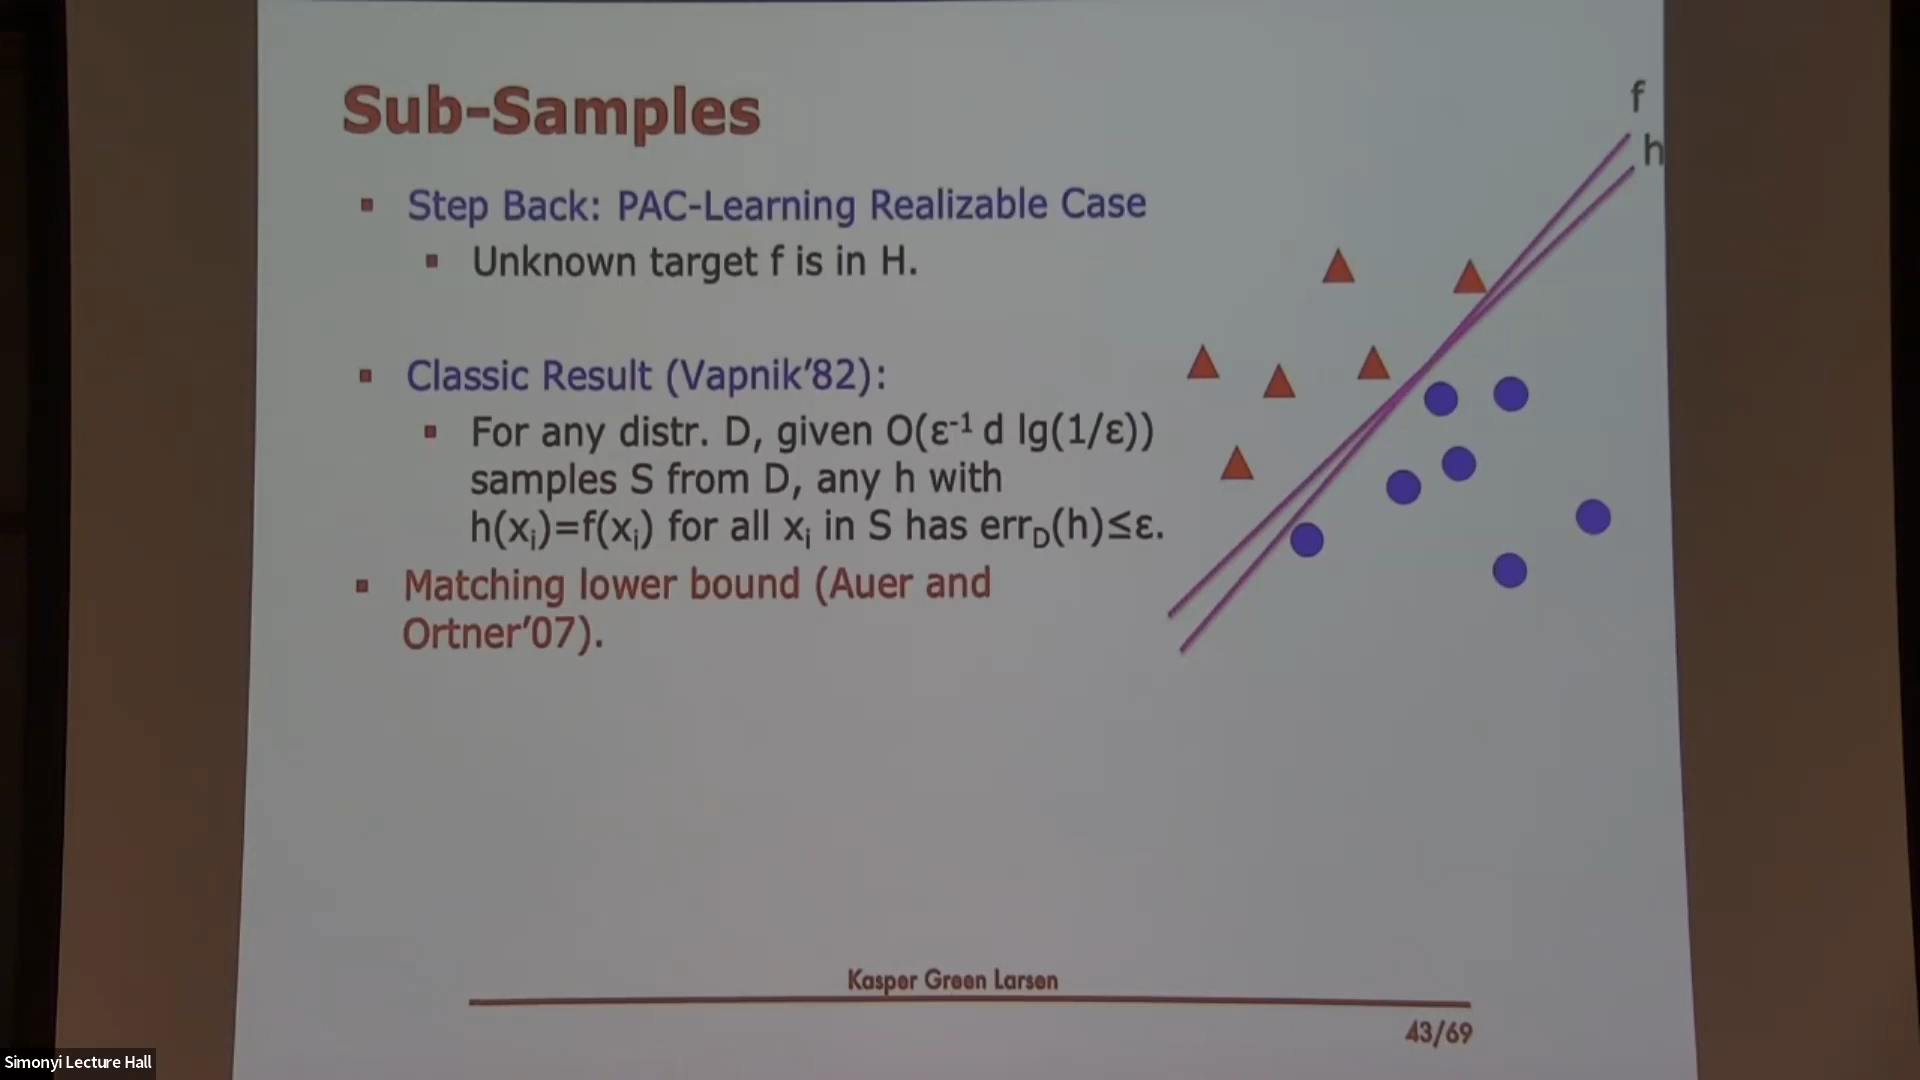 Sub-Samples
f
h
Step Back: PAC-Learning Realizable Case
Unknown target f is in H.
Classic Result (Vapnik'82):
For any distr. D, given O(ε⁻¹ d lg(1/ε))
samples S from D, any h with
h(xᵢ)=f(xᵢ) for all xᵢ in S has err_D(h)≤ε.
Matching lower bound (Auer and
Ortner'07).
Kasper Green Larsen
43/69
Simonyi Lecture Hall